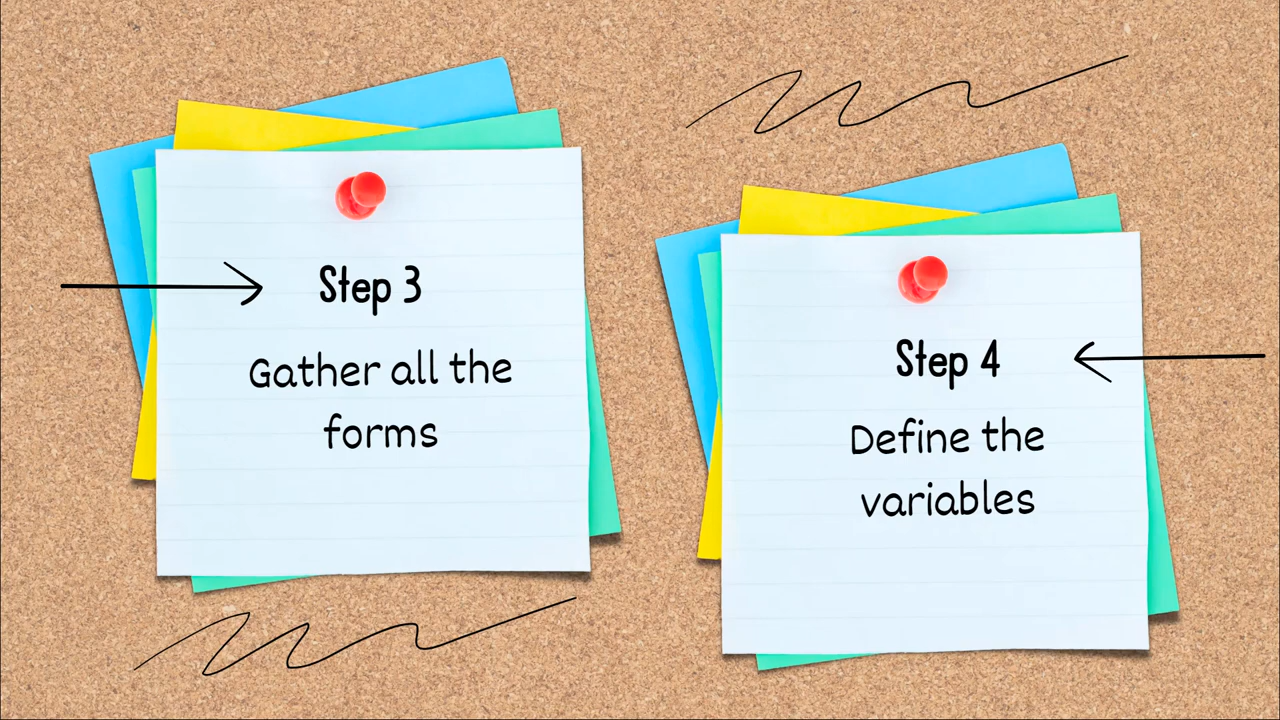 Step 3
Gather all the
forms
Step 4
Define the
variables